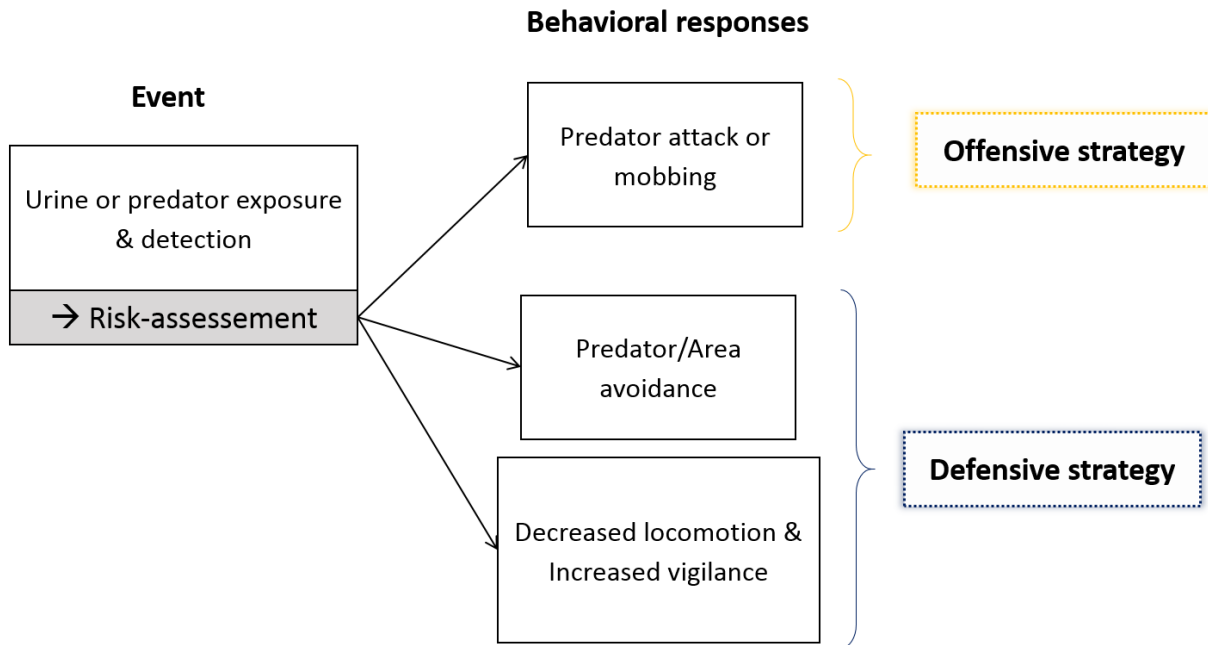 Behavioral responses
Event
Urine or predator exposure
& detection
→ Risk-assessement
Predator attack or
mobbing
Offensive strategy
Predator/Area
avoidance
Decreased locomotion &
Increased vigilance
Defensive strategy